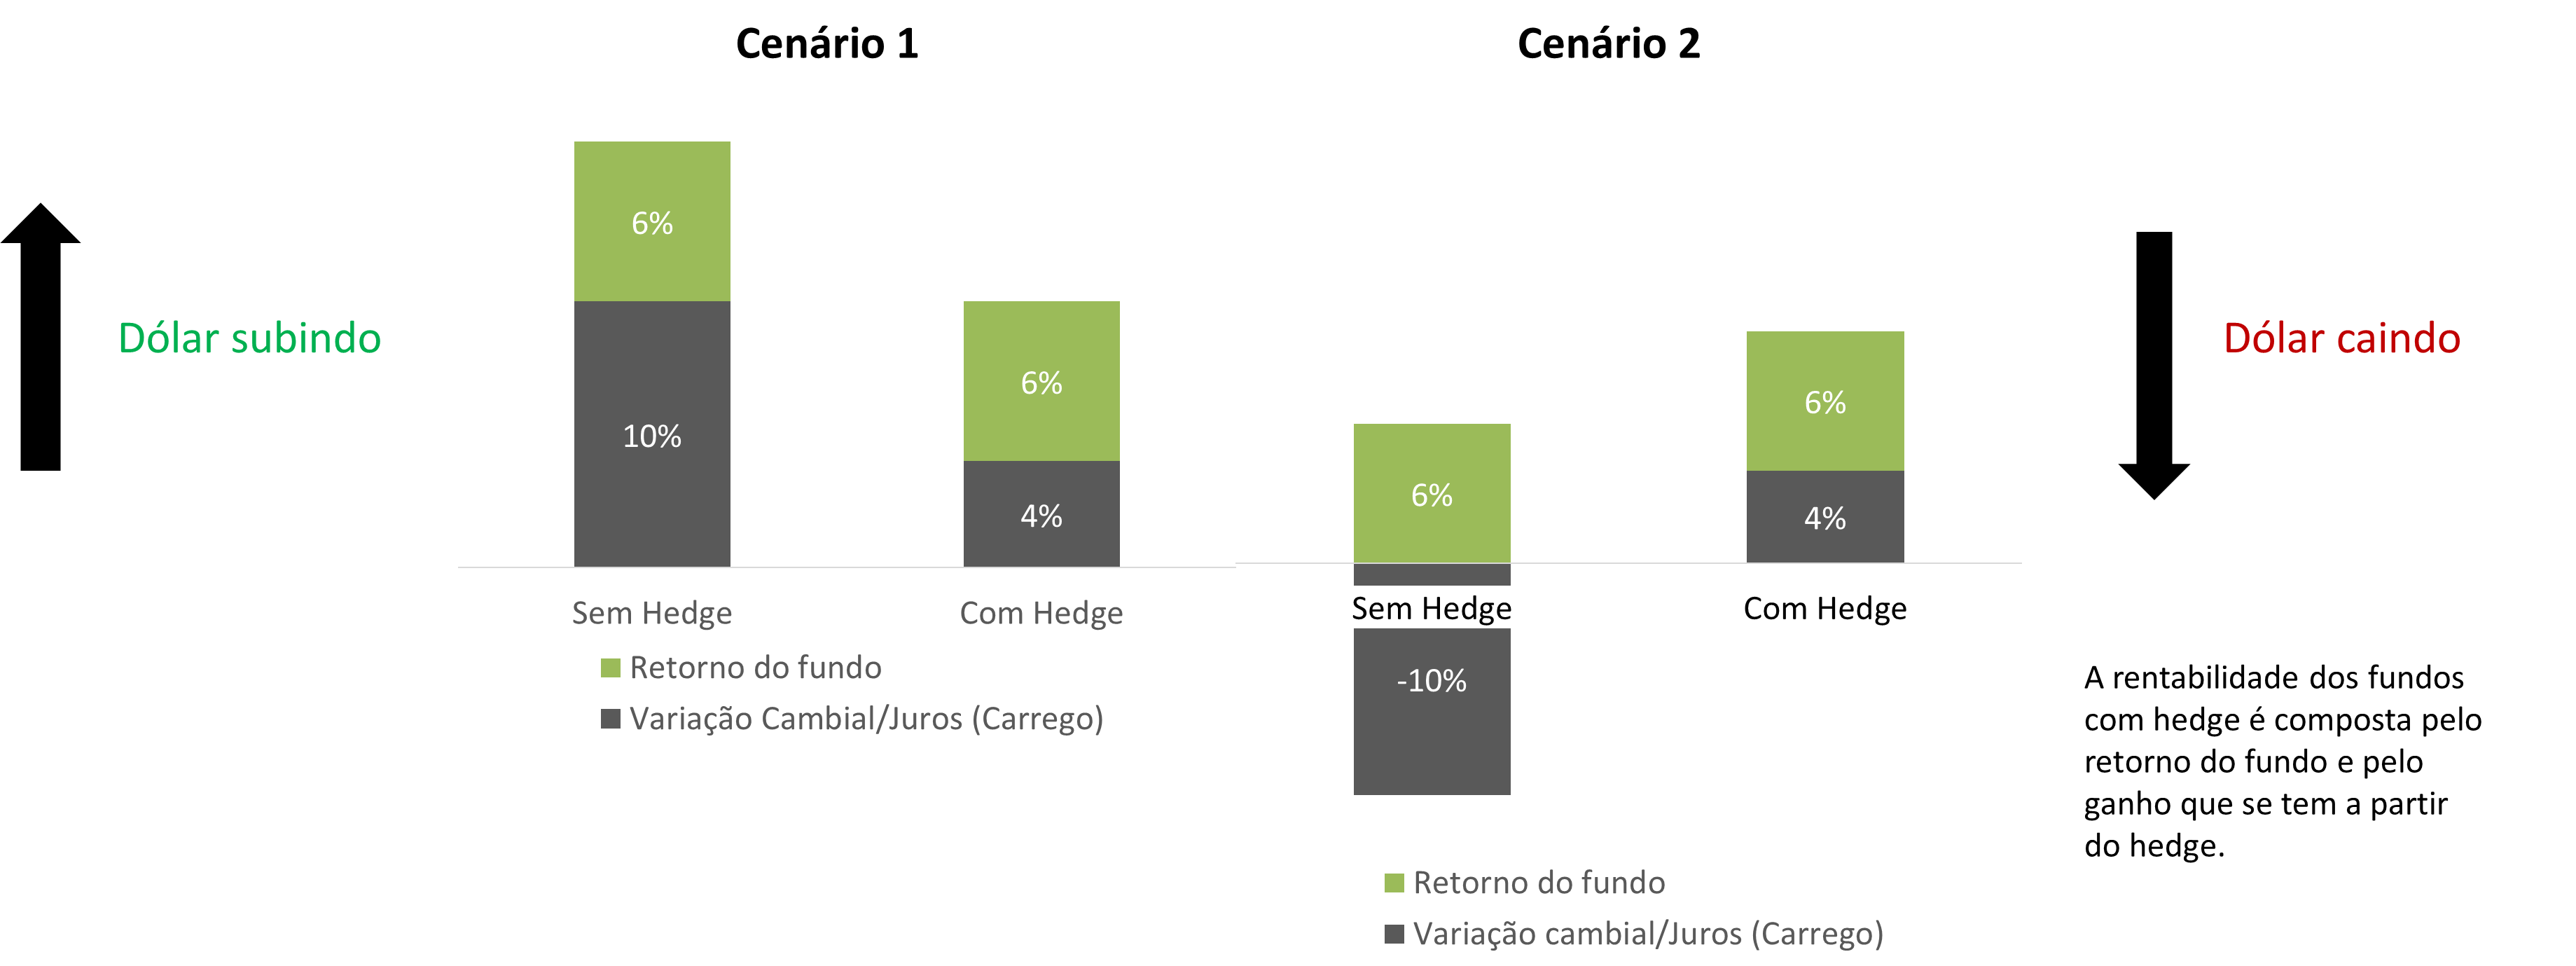 Cenário 1
Cenário 2
Dólar subindo
6%
10%
6%
4%
Sem Hedge
Com Hedge
Retorno do fundo
Variação Cambial/Juros (Carrego)
6%
-10%
6%
4%
Sem Hedge
Com Hedge
Retorno do fundo
Variação cambial/Juros (Carrego)
Dólar caindo
A rentabilidade dos fundos
com hedge é composta pelo
retorno do fundo e pelo
ganho que se tem a partir
do hedge.